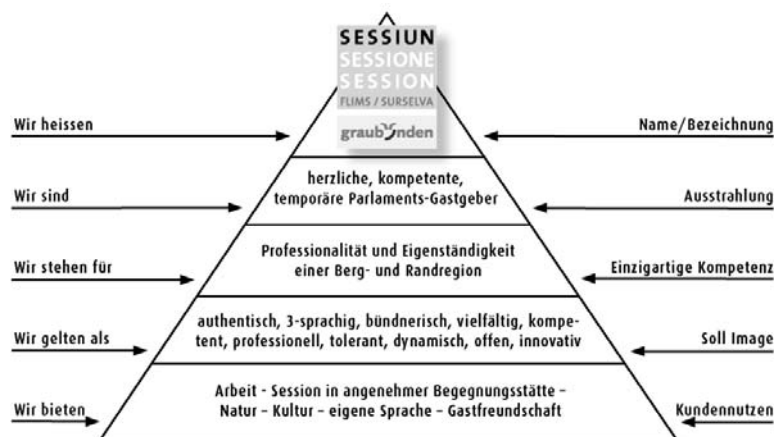 SESSIUN
SESSIONE
SESSION
FLIMS / SURSELVA
graubünden
Wir heissen
Name/Bezeichnung
Wir sind
herzliche, kompetente,
temporäre Parlaments-Gastgeber
Ausstrahlung
Wir stehen für
Professionalität und Eigenständigkeit
einer Berg- und Randregion
Einzigartige Kompetenz
Wir gelten als
authentisch, 3-sprachig, bündnerisch, vielfältig, kompe-
tent, professionell, tolerant, dynamisch, offen, innovativ
Soll Image
Wir bieten
Arbeit - Session in angenehmer Begegnungsstätte –
Natur – Kultur – eigene Sprache – Gastfreundschaft
Kundennutzen